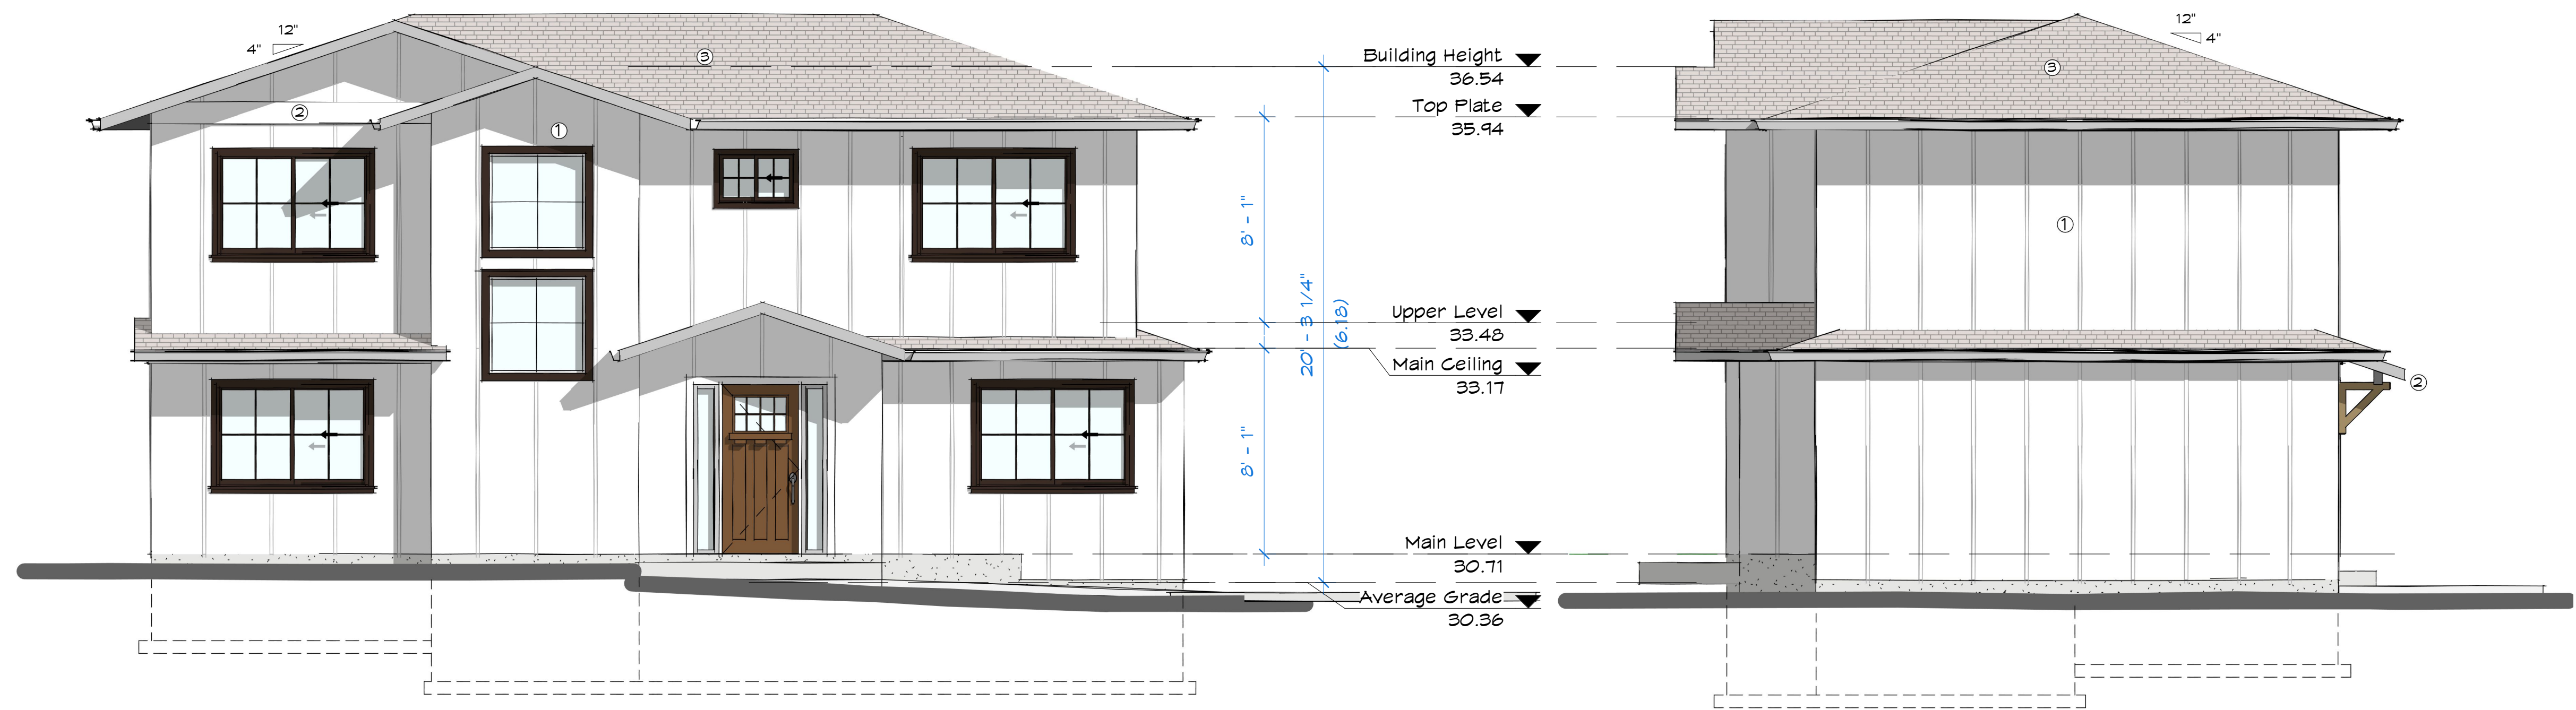 12"
4"
③
②
①
Building Height
36.54
Top Plate
35.94
8' - 1"
20' - 3 1/4"
(6.18)
Upper Level
33.48
Main Ceiling
33.17
8' - 1"
Main Level
30.71
Average Grade
30.36
12"
4"
③
①
②